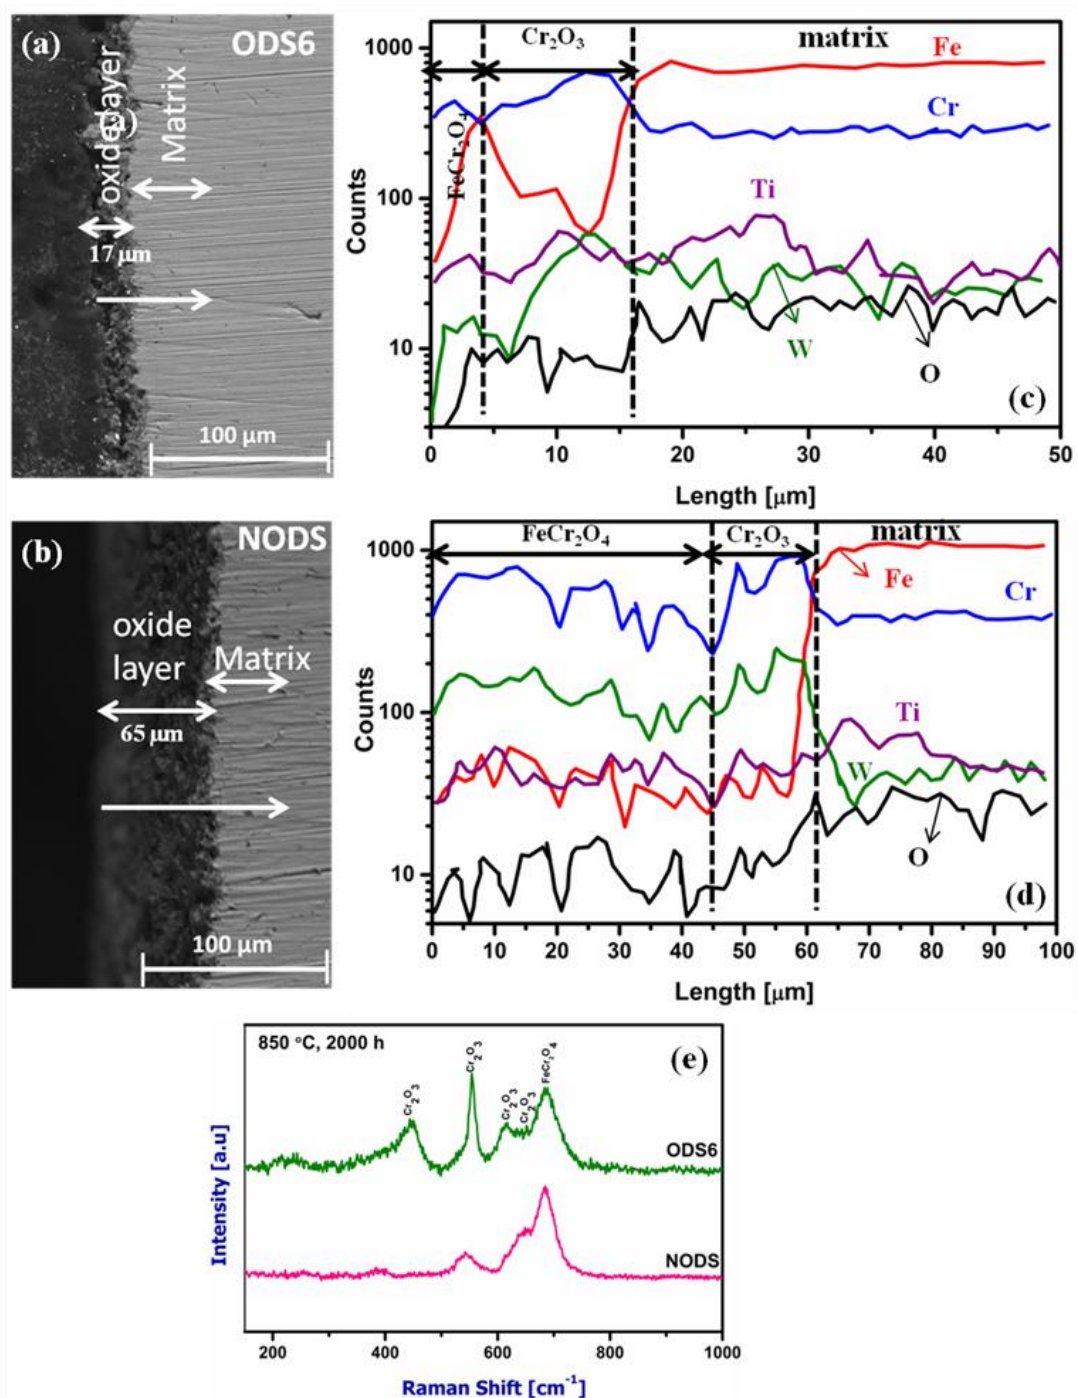 (a)
ODS6
oxide layer
(a)
Matrix
17 μm
100 μm
Cr₂O₃
matrix
FeCr₂O₄
Fe
Cr
Ti
W
O
(c)
1000
100
10
Counts
0 10 20 30 40 50
Length [μm]
(b)
NODS
oxide
layer
Matrix
65 μm
100 μm
FeCr₂O₄
Cr₂O₃
matrix
Fe
Cr
Ti
W
O
(d)
1000
100
10
Counts
0 10 20 30 40 50 60 70 80 90 100
Length [μm]
850 °C, 2000 h
(e)
Cr₂O₃
Cr₂O₃
Cr₂O₃
Cr₂O₃
FeCr₂O₄
ODS6
NODS
Intensity [a.u]
200 400 600 800 1000
Raman Shift [cm⁻¹]